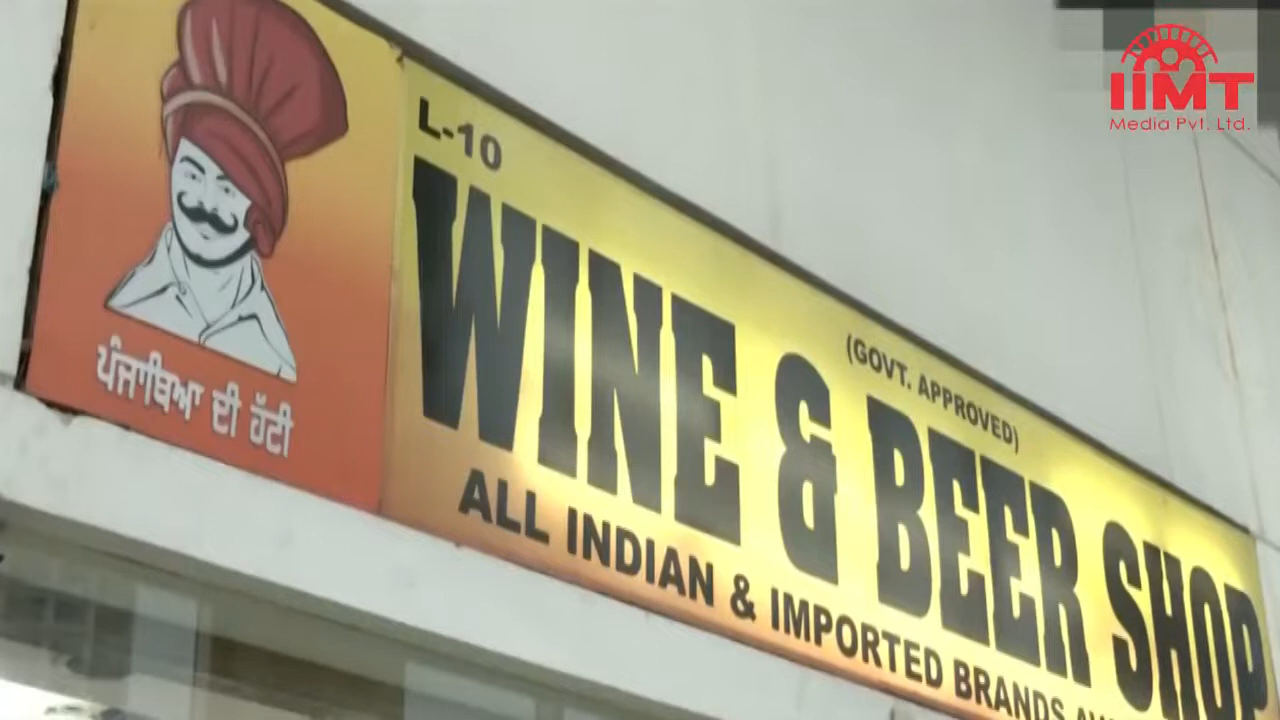 IIMT
Media Pvt. Ltd.
L-10
(GOVT. APPROVED)
WINE & BEER SHOP
ALL INDIAN & IMPORTED BRANDS
ਪੰਜਾਬਿਆ ਦੀ ਹੱਟੀ